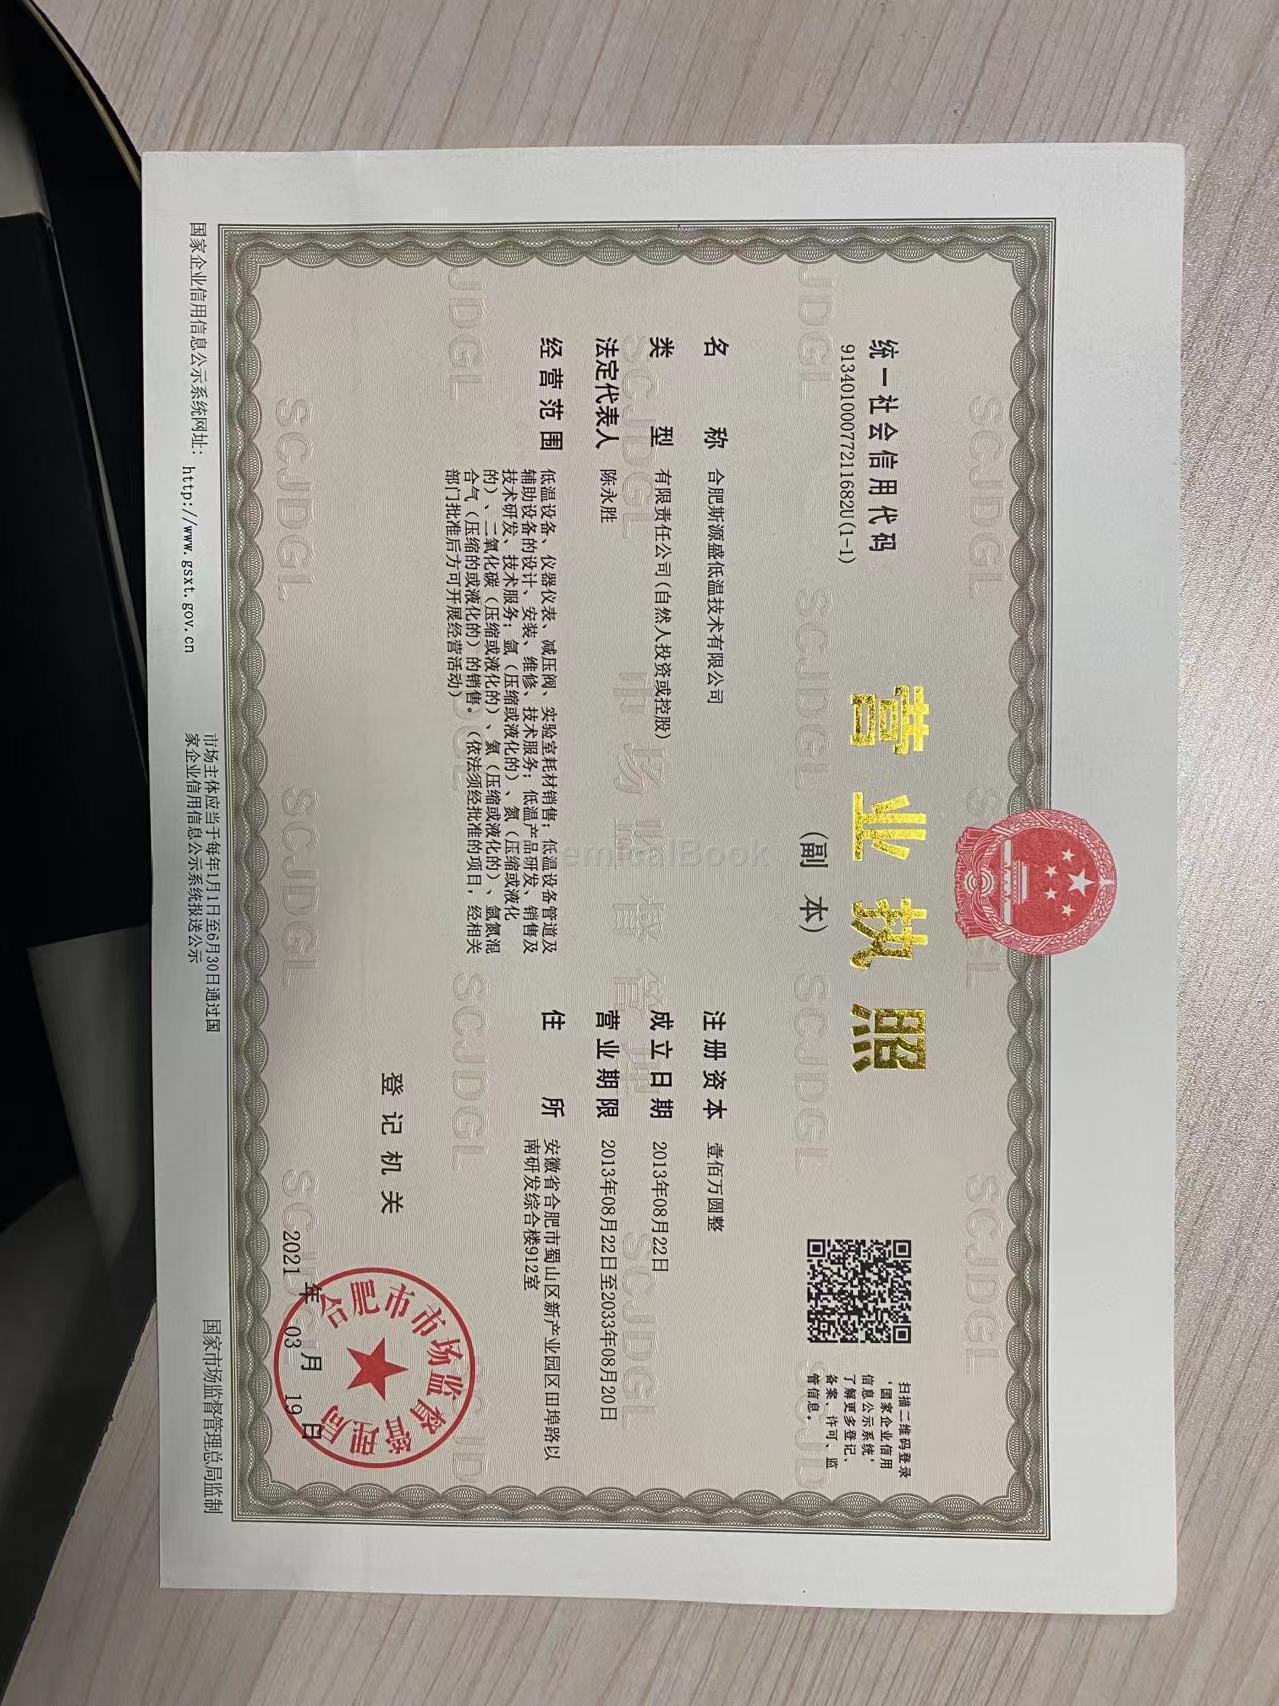 营业执照
(副 本)
统一社会信用代码
9134010007721 1682U(1-1)
扫描二维码登录
‘国家企业信用
信息公示系统’
了解更多登记、
备案、许可、监
管信息。
名 称 合肥斯源盛低温技术有限公司
类 型 有限责任公司(自然人投资或控股)
法定代表人 陈永胜
经营范围 低温设备、仪器仪表、减压阀、实验室耗材销售；低温设备管道及
辅助设备的设计、安装、维修、技术服务；低温产品研发、销售及
技术研发、技术服务；氩（压缩或液化的）、氮（压缩或液化
的）、二氧化碳（压缩或液化的）、氦（压缩或液化的）、氩氮混
合气（压缩的或液化的）的销售。（依法须经批准的项目，经相关
部门批准后方可开展经营活动）
注册资本 壹佰万圆整
成立日期 2013年08月22日
营业期限 2013年08月22日至2033年08月20日
住 所 安徽省合肥市蜀山区新产业园区田埠路以
南研发综合楼912室
登记机关
合肥市市场监督管理局
2021 年 03 月 19 日
国家企业信用信息公示系统网址：http://www.gsxt.gov.cn
市场主体应当于每年1月1日至6月30日通过国
家企业信用信息公示系统报送公示
国家市场监督管理总局监制
SCJDGL
emicalBook